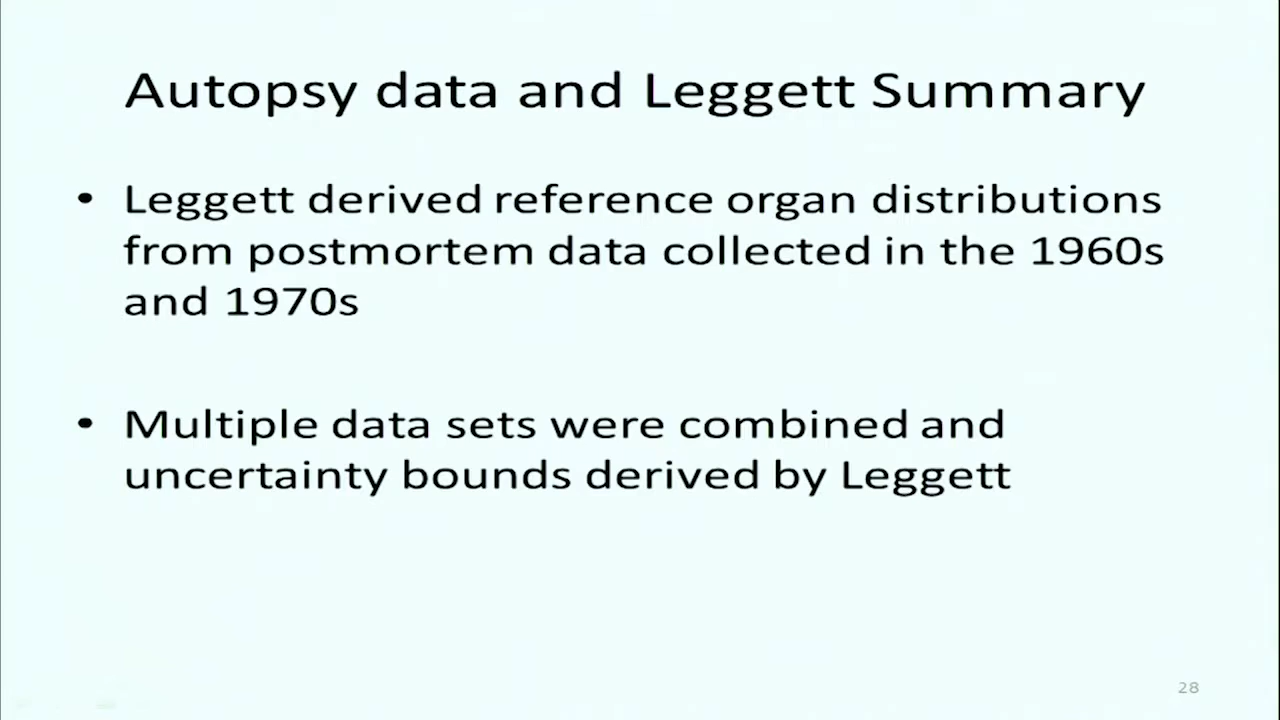 Autopsy data and Leggett Summary
• Leggett derived reference organ distributions
from postmortem data collected in the 1960s
and 1970s
• Multiple data sets were combined and
uncertainty bounds derived by Leggett
28